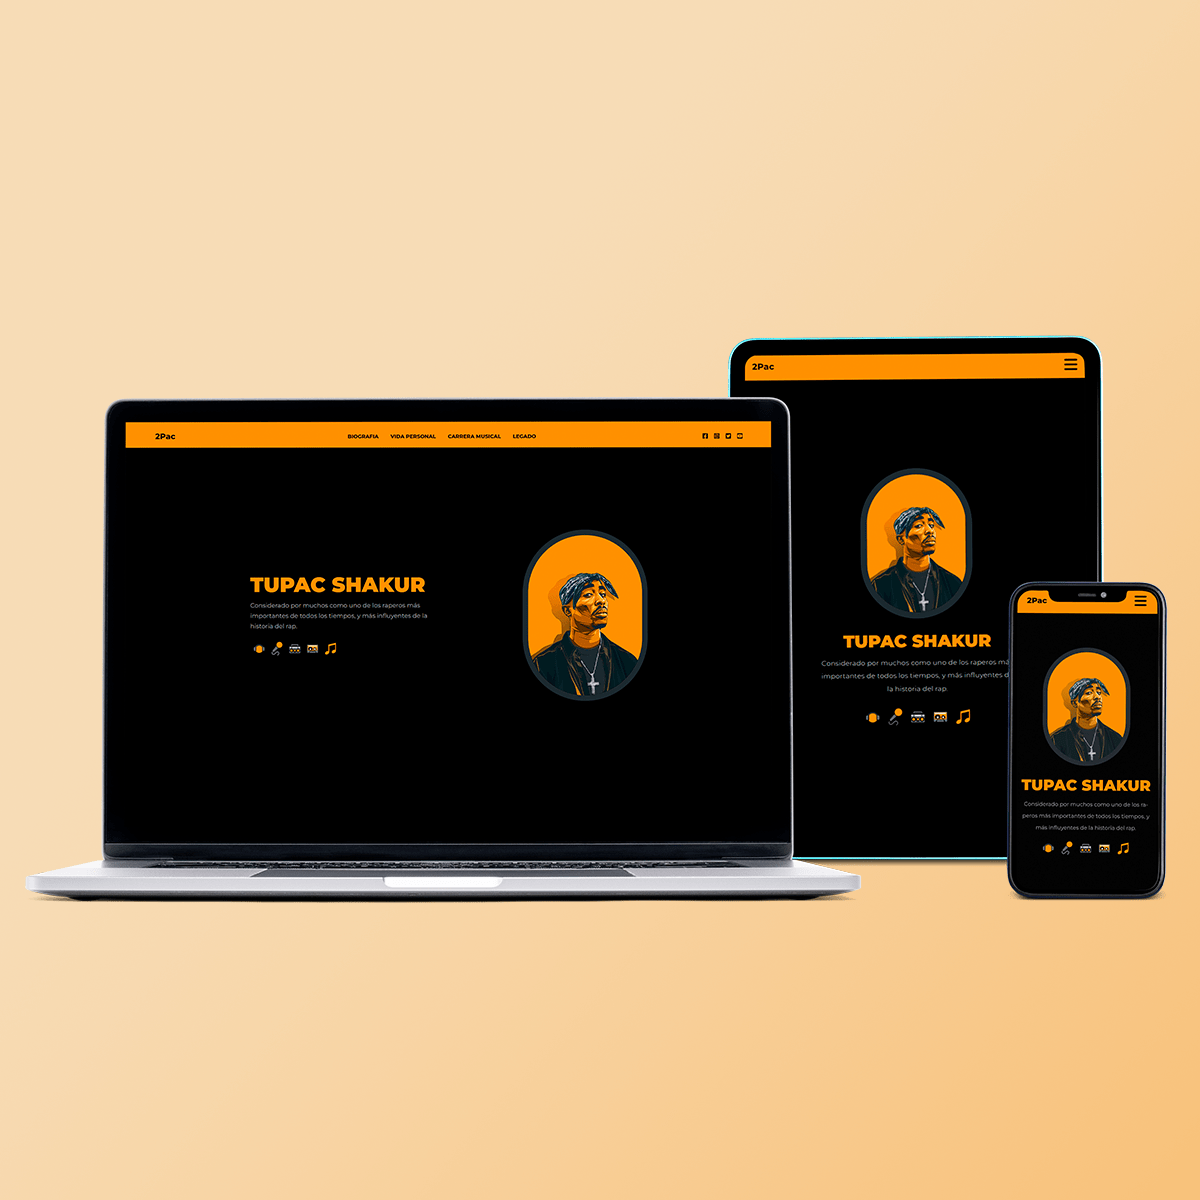 2Pac
BIOGRAFIA VIDA PERSONAL CARRERA MUSICAL LEGADO
TUPAC SHAKUR
Considerado por muchos como uno de los raperos más
importantes de todos los tiempos, y más influyentes de la
historia del rap.
2Pac
TUPAC SHAKUR
Considerado por muchos como uno de los raperos má
importantes de todos los tiempos, y más influyentes d
la historia del rap.
2Pac
TUPAC SHAKUR
Considerado por muchos como uno de los ra-
peros más importantes de todos los tiempos, y
más influyentes de la historia del rap.